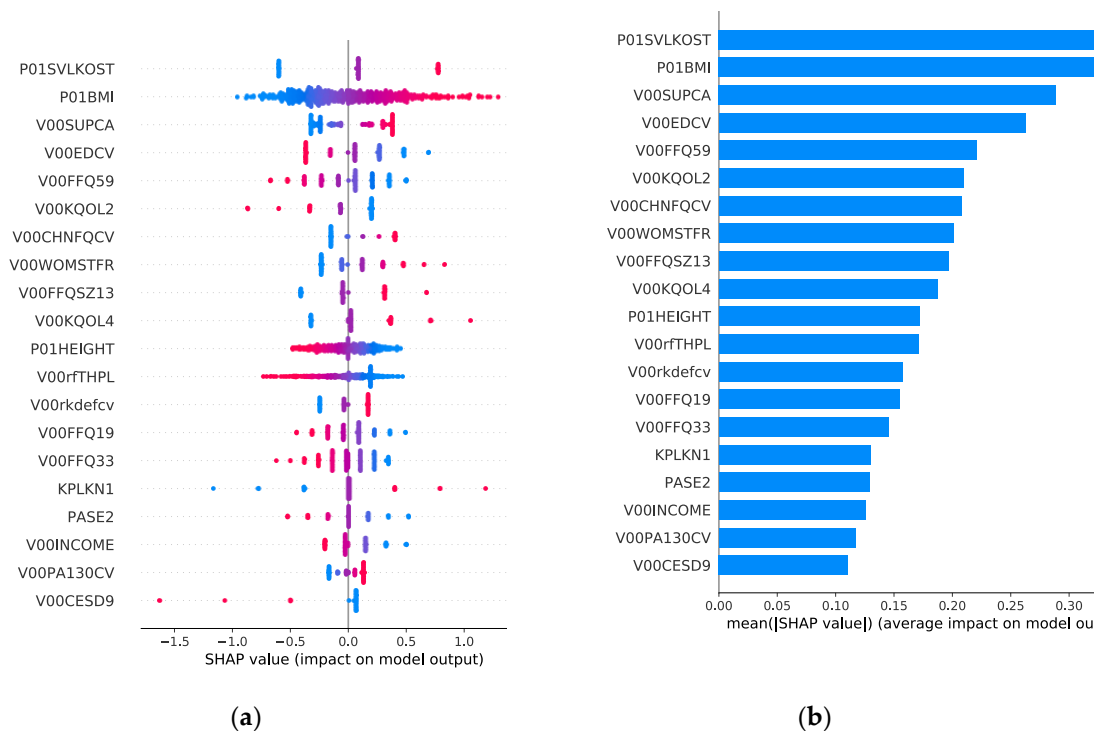 P01SVLKOST
P01BMI
V00SUPCA
V00EDCV
V00FFQ59
V00KQOL2
V00CHNFQCV
V00WOMSTFR
V00FFQSZ13
V00KQOL4
P01HEIGHT
V00rfTHPL
V00rkdefcv
V00FFQ19
V00FFQ33
KPLKN1
PASE2
V00INCOME
V00PA130CV
V00CESD9
−1.5 −1.0 −0.5 0.0 0.5 1.0
SHAP value (impact on model output)
(a)
P01SVLKOST
P01BMI
V00SUPCA
V00EDCV
V00FFQ59
V00KQOL2
V00CHNFQCV
V00WOMSTFR
V00FFQSZ13
V00KQOL4
P01HEIGHT
V00rfTHPL
V00rkdefcv
V00FFQ19
V00FFQ33
KPLKN1
PASE2
V00INCOME
V00PA130CV
V00CESD9
0.00 0.05 0.10 0.15 0.20 0.25 0.30
mean(|SHAP value|) (average impact on model ou
(b)